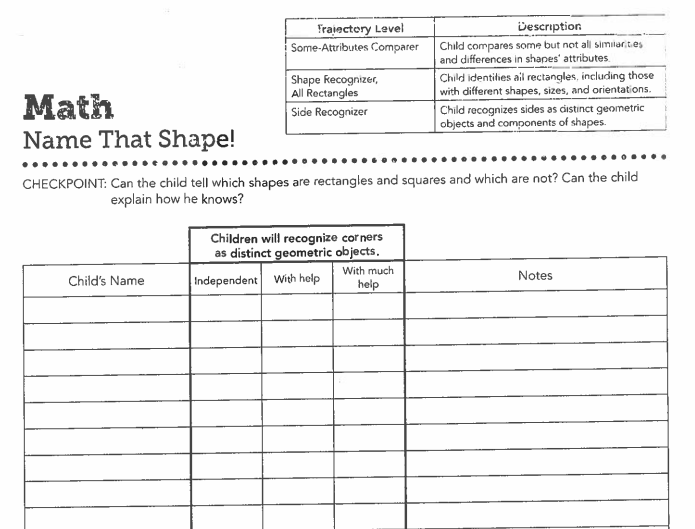 Trajectory Level Description
Some-Attributes Comparer Child compares some but not all similarities
and differences in shapes' attributes.
Shape Recognizer, Child identifies all rectangles, including those
All Rectangles with different shapes, sizes, and orientations.
Side Recognizer Child recognizes sides as distinct geometric
objects and components of shapes.
Math
Name That Shape!
CHECKPOINT: Can the child tell which shapes are rectangles and squares and which are not? Can the child
explain how he knows?
Children will recognize corners
as distinct geometric objects.
Child's Name Independent With help With much
help Notes